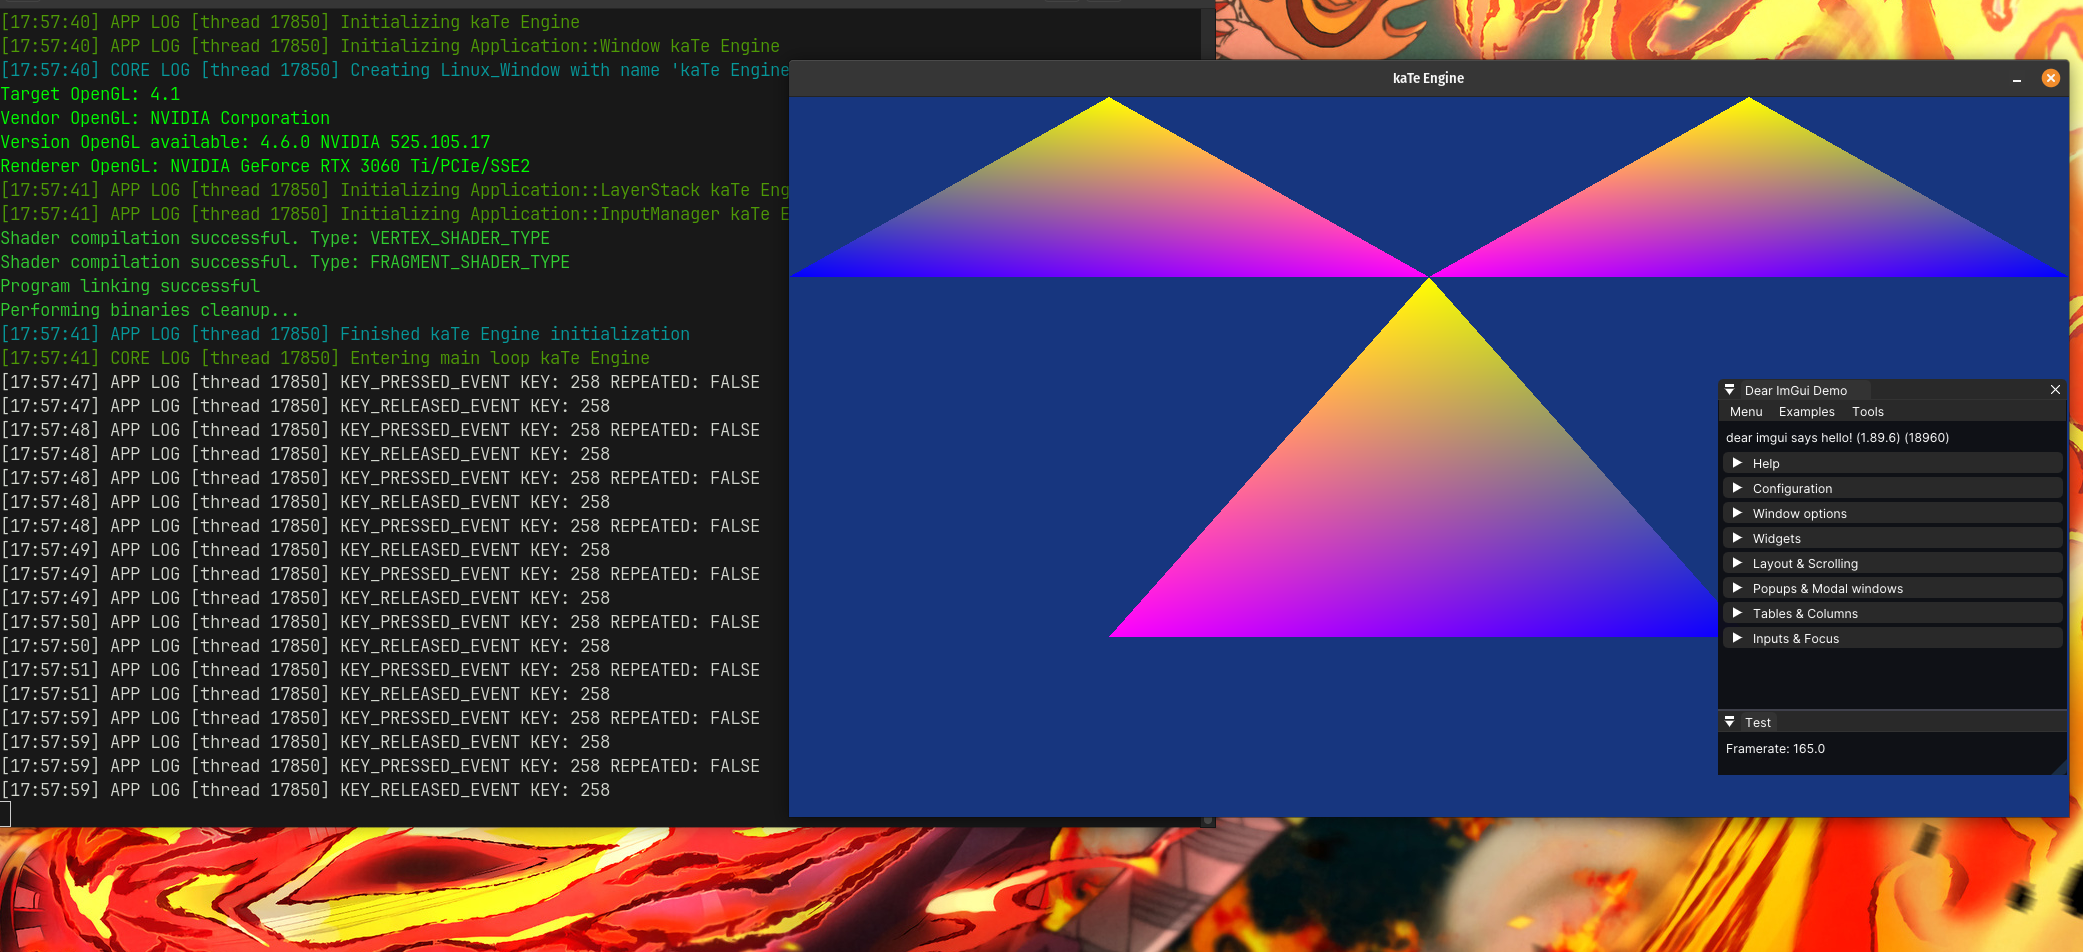 [17:57:40] APP LOG [thread 17850] Initializing kaTe Engine
[17:57:40] APP LOG [thread 17850] Initializing Application::Window kaTe Engine
[17:57:40] CORE LOG [thread 17850] Creating Linux_Window with name 'kaTe Engine
Target OpenGL: 4.1
Vendor OpenGL: NVIDIA Corporation
Version OpenGL available: 4.6.0 NVIDIA 525.105.17
Renderer OpenGL: NVIDIA GeForce RTX 3060 Ti/PCIe/SSE2
[17:57:41] APP LOG [thread 17850] Initializing Application::LayerStack kaTe Eng
[17:57:41] APP LOG [thread 17850] Initializing Application::InputManager kaTe E
Shader compilation successful. Type: VERTEX_SHADER_TYPE
Shader compilation successful. Type: FRAGMENT_SHADER_TYPE
Program linking successful
Performing binaries cleanup...
[17:57:41] APP LOG [thread 17850] Finished kaTe Engine initialization
[17:57:41] CORE LOG [thread 17850] Entering main loop kaTe Engine
[17:57:47] APP LOG [thread 17850] KEY_PRESSED_EVENT KEY: 258 REPEATED: FALSE
[17:57:47] APP LOG [thread 17850] KEY_RELEASED_EVENT KEY: 258
[17:57:48] APP LOG [thread 17850] KEY_PRESSED_EVENT KEY: 258 REPEATED: FALSE
[17:57:48] APP LOG [thread 17850] KEY_RELEASED_EVENT KEY: 258
[17:57:48] APP LOG [thread 17850] KEY_PRESSED_EVENT KEY: 258 REPEATED: FALSE
[17:57:48] APP LOG [thread 17850] KEY_RELEASED_EVENT KEY: 258
[17:57:48] APP LOG [thread 17850] KEY_PRESSED_EVENT KEY: 258 REPEATED: FALSE
[17:57:49] APP LOG [thread 17850] KEY_RELEASED_EVENT KEY: 258
[17:57:49] APP LOG [thread 17850] KEY_PRESSED_EVENT KEY: 258 REPEATED: FALSE
[17:57:49] APP LOG [thread 17850] KEY_RELEASED_EVENT KEY: 258
[17:57:50] APP LOG [thread 17850] KEY_PRESSED_EVENT KEY: 258 REPEATED: FALSE
[17:57:50] APP LOG [thread 17850] KEY_RELEASED_EVENT KEY: 258
[17:57:51] APP LOG [thread 17850] KEY_PRESSED_EVENT KEY: 258 REPEATED: FALSE
[17:57:51] APP LOG [thread 17850] KEY_RELEASED_EVENT KEY: 258
[17:57:59] APP LOG [thread 17850] KEY_PRESSED_EVENT KEY: 258 REPEATED: FALSE
[17:57:59] APP LOG [thread 17850] KEY_RELEASED_EVENT KEY: 258
[17:57:59] APP LOG [thread 17850] KEY_PRESSED_EVENT KEY: 258 REPEATED: FALSE
[17:57:59] APP LOG [thread 17850] KEY_RELEASED_EVENT KEY: 258
kaTe Engine
Dear ImGui Demo
Menu Examples Tools
dear imgui says hello! (1.89.6) (18960)
Help
Configuration
Window options
Widgets
Layout & Scrolling
Popups & Modal windows
Tables & Columns
Inputs & Focus
Test
Framerate: 165.0